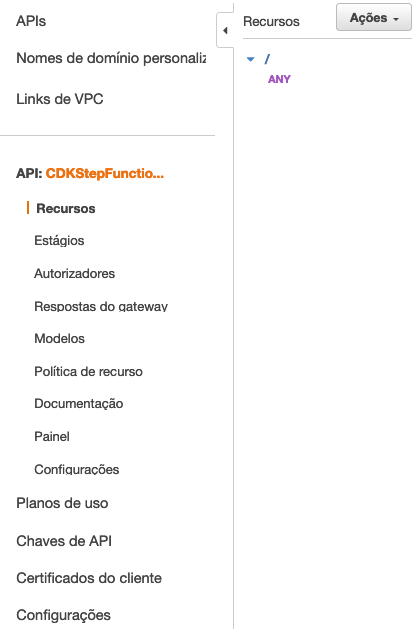 APIs
Nomes de domínio personaliz
Links de VPC
API: CDKStepFunctio...
Recursos
Estágios
Autorizadores
Respostas do gateway
Modelos
Política de recurso
Documentação
Painel
Configurações
Planos de uso
Chaves de API
Certificados do cliente
Configurações
Recursos
Ações
/
ANY